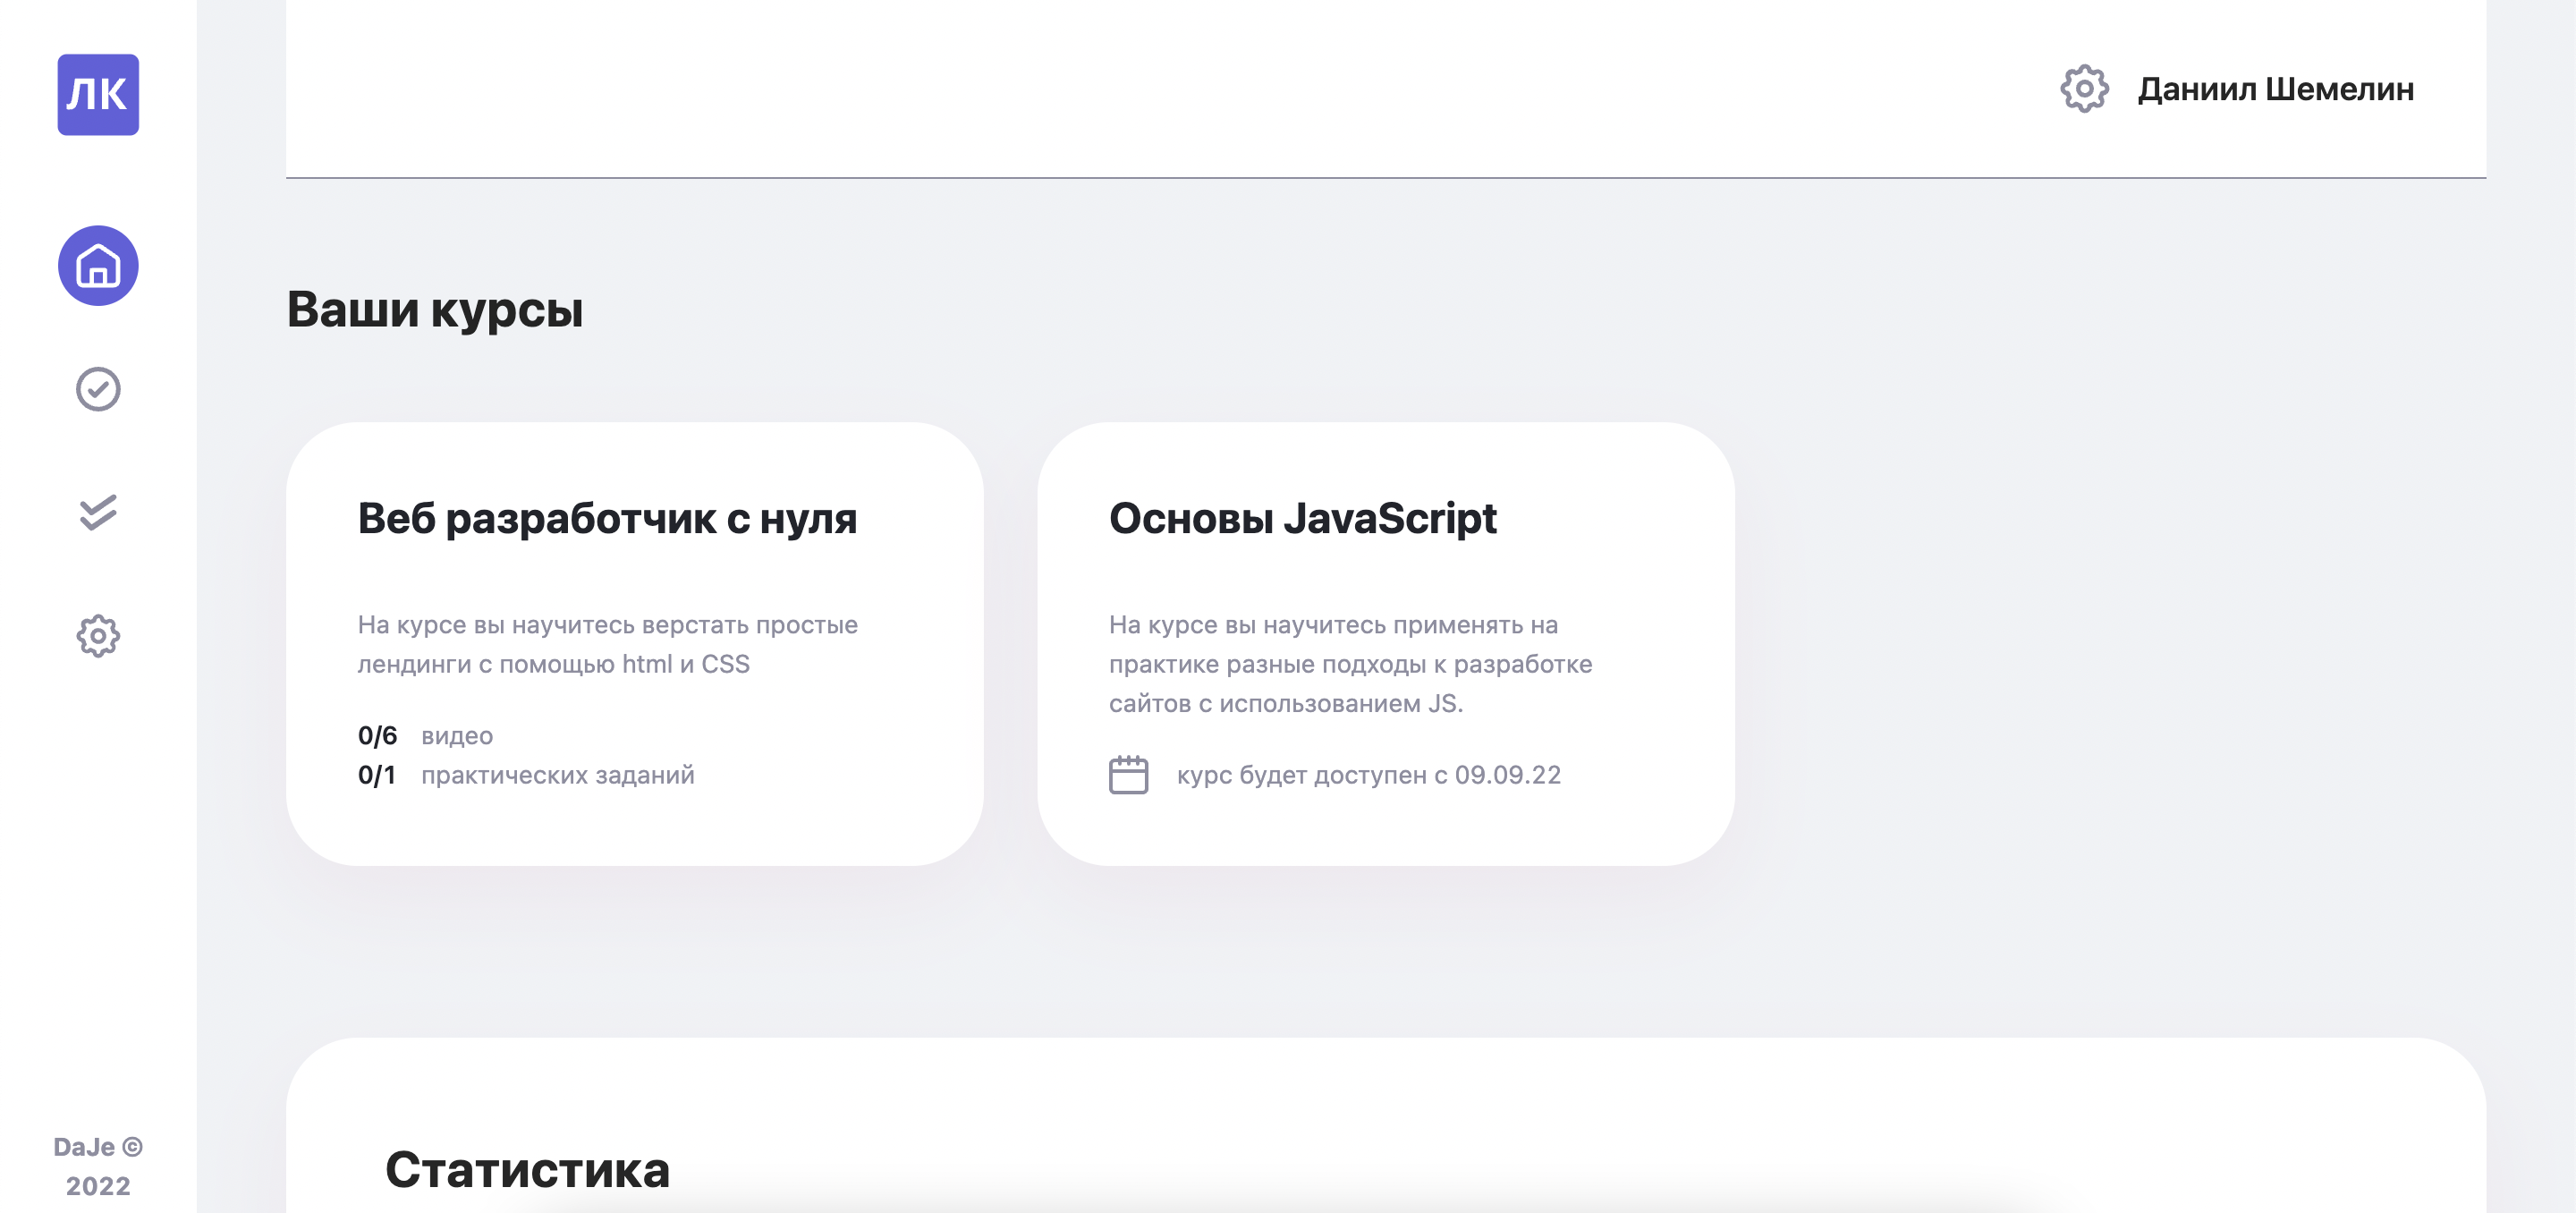 ЛК
Даниил Шемелин
Ваши курсы
Веб разработчик с нуля
На курсе вы научитесь верстать простые
лендинги с помощью html и CSS
0/6 видео
0/1 практических заданий
Основы JavaScript
На курсе вы научитесь применять на
практике разные подходы к разработке
сайтов с использованием JS.
курс будет доступен с 09.09.22
Статистика
DaJe ©
2022